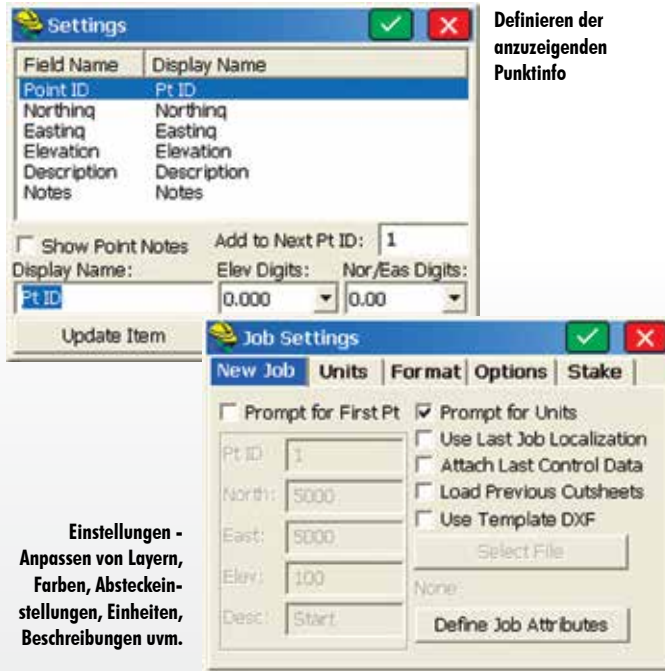 Settings
Definieren der
anzuzeigenden
Punktinfo
Field Name Display Name
Point ID Pt ID
Northing Northing
Easting Easting
Elevation Elevation
Description Description
Notes Notes
Show Point Notes Add to Next Pt ID: 1
Display Name: Elev Digits: Nor/Eas Digits:
Pt ID 0.000 0.00
Update Item
Job Settings
New Job Units Format Options Stake
Prompt for First Pt Prompt for Units
Use Last Job Localization
Pt ID 1 Attach Last Control Data
North: 5000 Load Previous Cutsheets
Use Template DXF
East: 5000 Select File
Elev: 100 None
Desc: Start Define Job Attributes
Einstellungen -
Anpassen von Layern,
Farben, Absteckein-
stellungen, Einheiten,
Beschreibungen uvm.